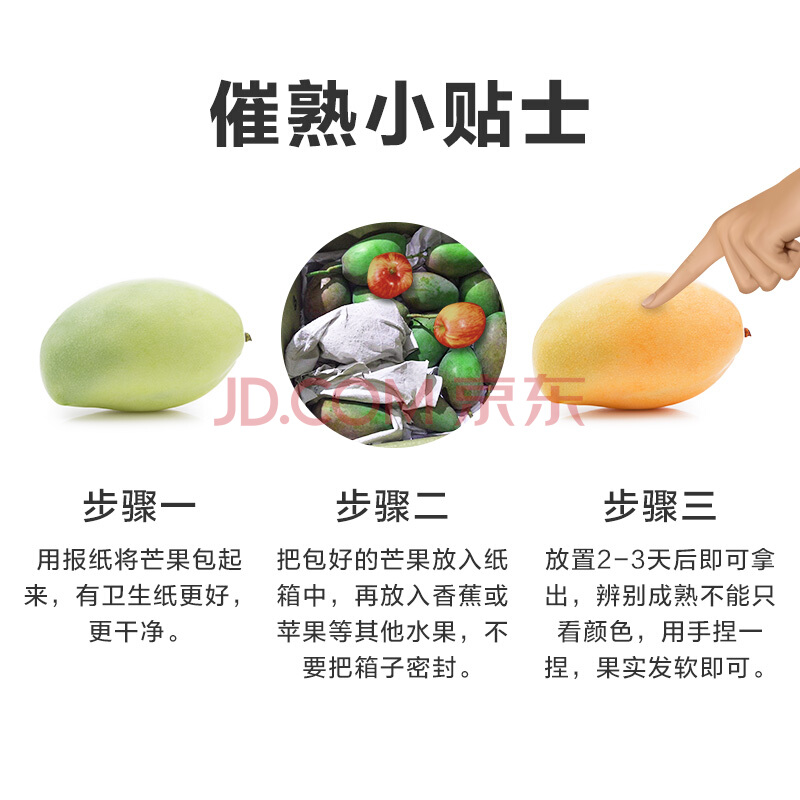 催熟小贴士
JD.COM 京东
步骤一
用报纸将芒果包起
来，有卫生纸更好，
更干净。
步骤二
把包好的芒果放入纸
箱中，再放入香蕉或
苹果等其他水果，不
要把箱子密封。
步骤三
放置2-3天后即可拿
出，辨别成熟不能只
看颜色，用手捏一
捏，果实发软即可。